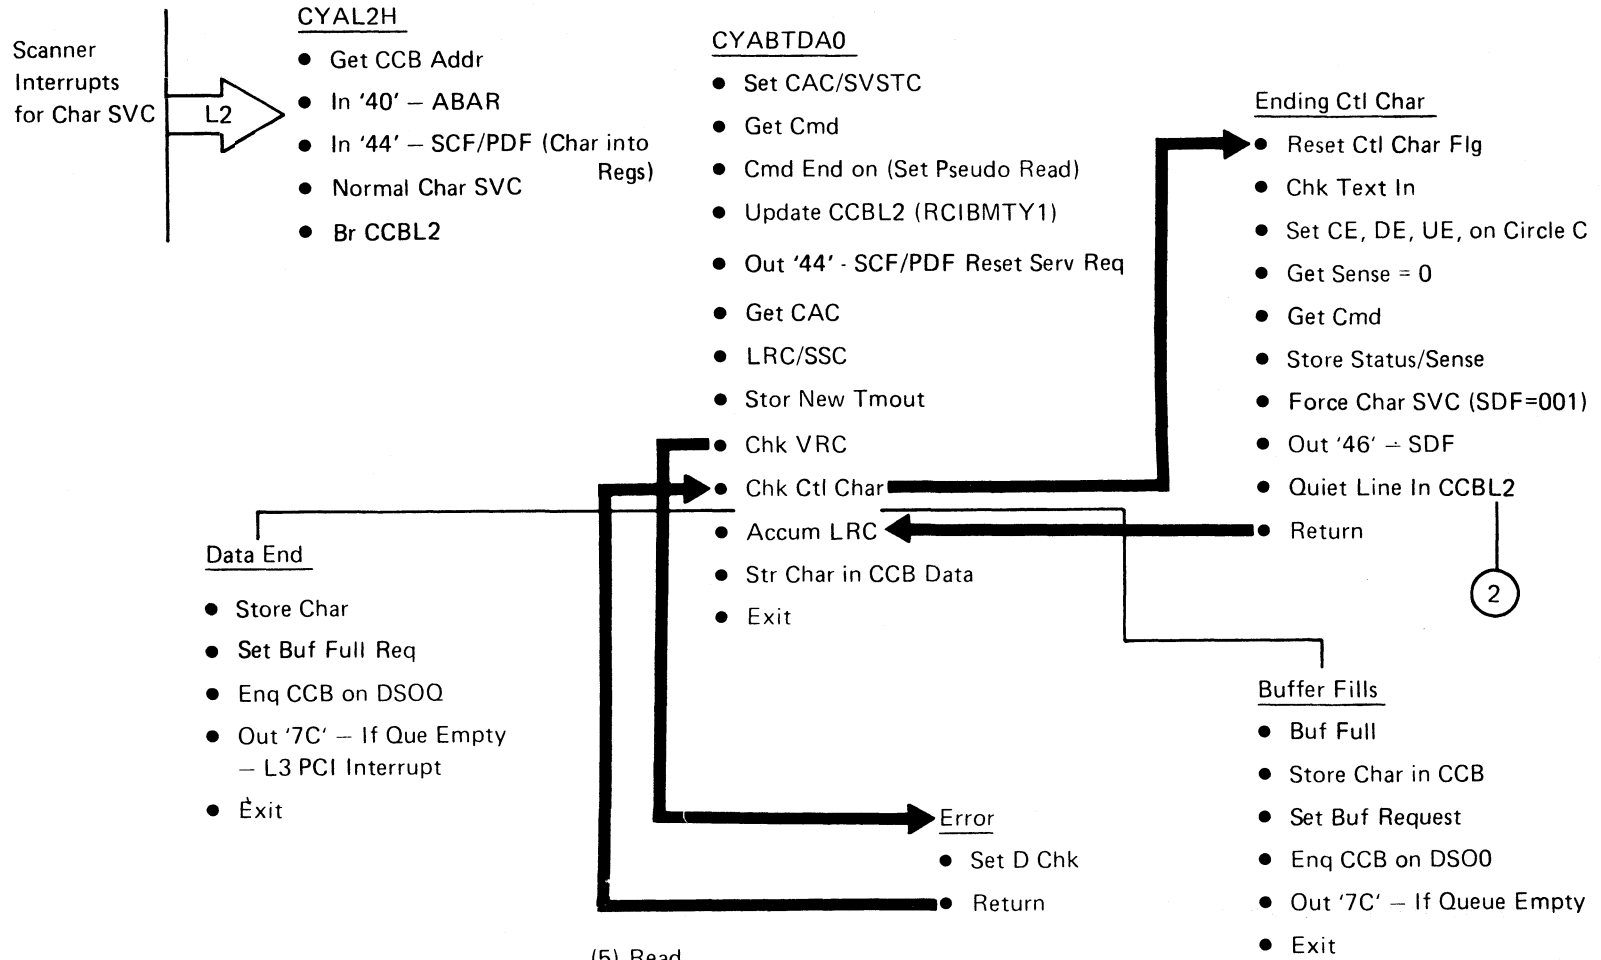 Scanner
Interrupts
for Char SVC
L2
CYAL2H
● Get CCB Addr
● In '40' – ABAR
● In '44' – SCF/PDF (Char into
Regs)
● Normal Char SVC
● Br CCBL2
CYABTDA0
● Set CAC/SVSTC
● Get Cmd
● Cmd End on (Set Pseudo Read)
● Update CCBL2 (RCIBMTY1)
● Out '44' - SCF/PDF Reset Serv Req
● Get CAC
● LRC/SSC
● Stor New Tmout
● Chk VRC
● Chk Ctl Char
● Accum LRC
● Str Char in CCB Data
● Exit
Ending Ctl Char
● Reset Ctl Char Flg
● Chk Text In
● Set CE, DE, UE, on Circle C
● Get Sense = 0
● Get Cmd
● Store Status/Sense
● Force Char SVC (SDF=001)
● Out '46' – SDF
● Quiet Line In CCBL2
● Return
2
Data End
● Store Char
● Set Buf Full Req
● Enq CCB on DSOQ
● Out '7C' – If Que Empty
– L3 PCI Interrupt
● Exit
Error
● Set D Chk
● Return
Buffer Fills
● Buf Full
● Store Char in CCB
● Set Buf Request
● Enq CCB on DSO0
● Out '7C' – If Queue Empty
● Exit
(5) Read